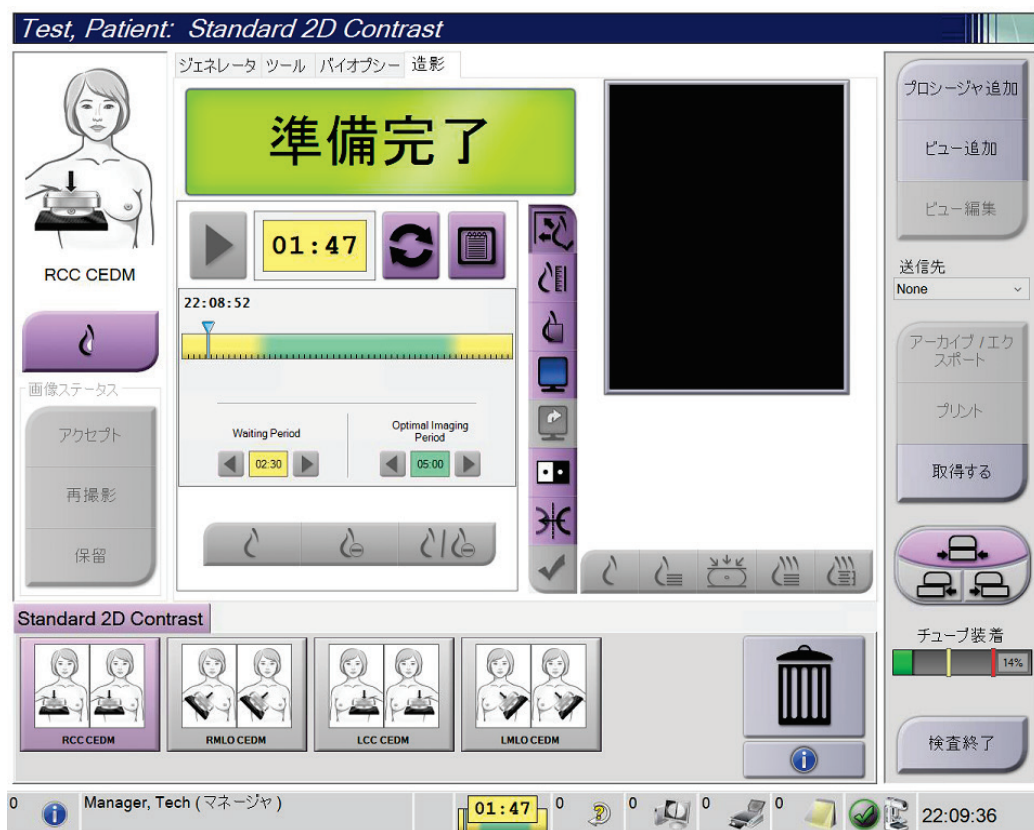 Test, Patient: Standard 2D Contrast
ジェネレータ ツール バイオプシー 造影
準備完了
RCC CEDM
01:47
22:08:52
Waiting Period
02:30
Optimal Imaging
Period
05:00
画像ステータス
アクセプト
再撮影
保留
プロシージャ追加
ビュー追加
ビュー編集
送信先
None
アーカイブ / エク
スポート
プリント
取得する
チューブ装着
14%
検査終了
Standard 2D Contrast
RCC CEDM
RMLO CEDM
LCC CEDM
LMLO CEDM
0
Manager, Tech (マネージャ)
01:47
0
0
0
0
22:09:36